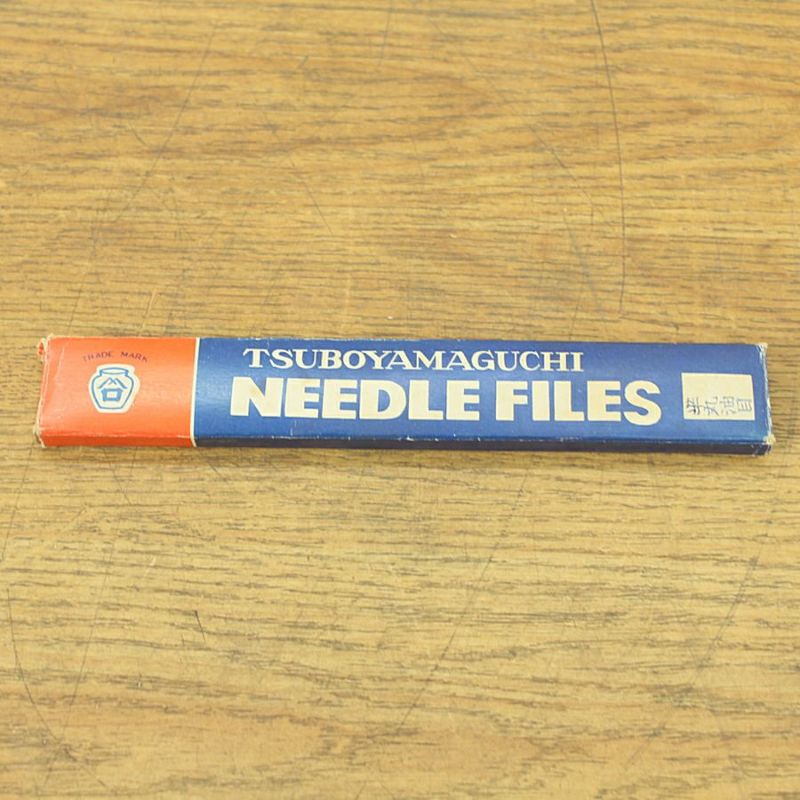 TRADE MARK
TSUBOYAMAGUCHI
NEEDLE FILES
半丸
油目